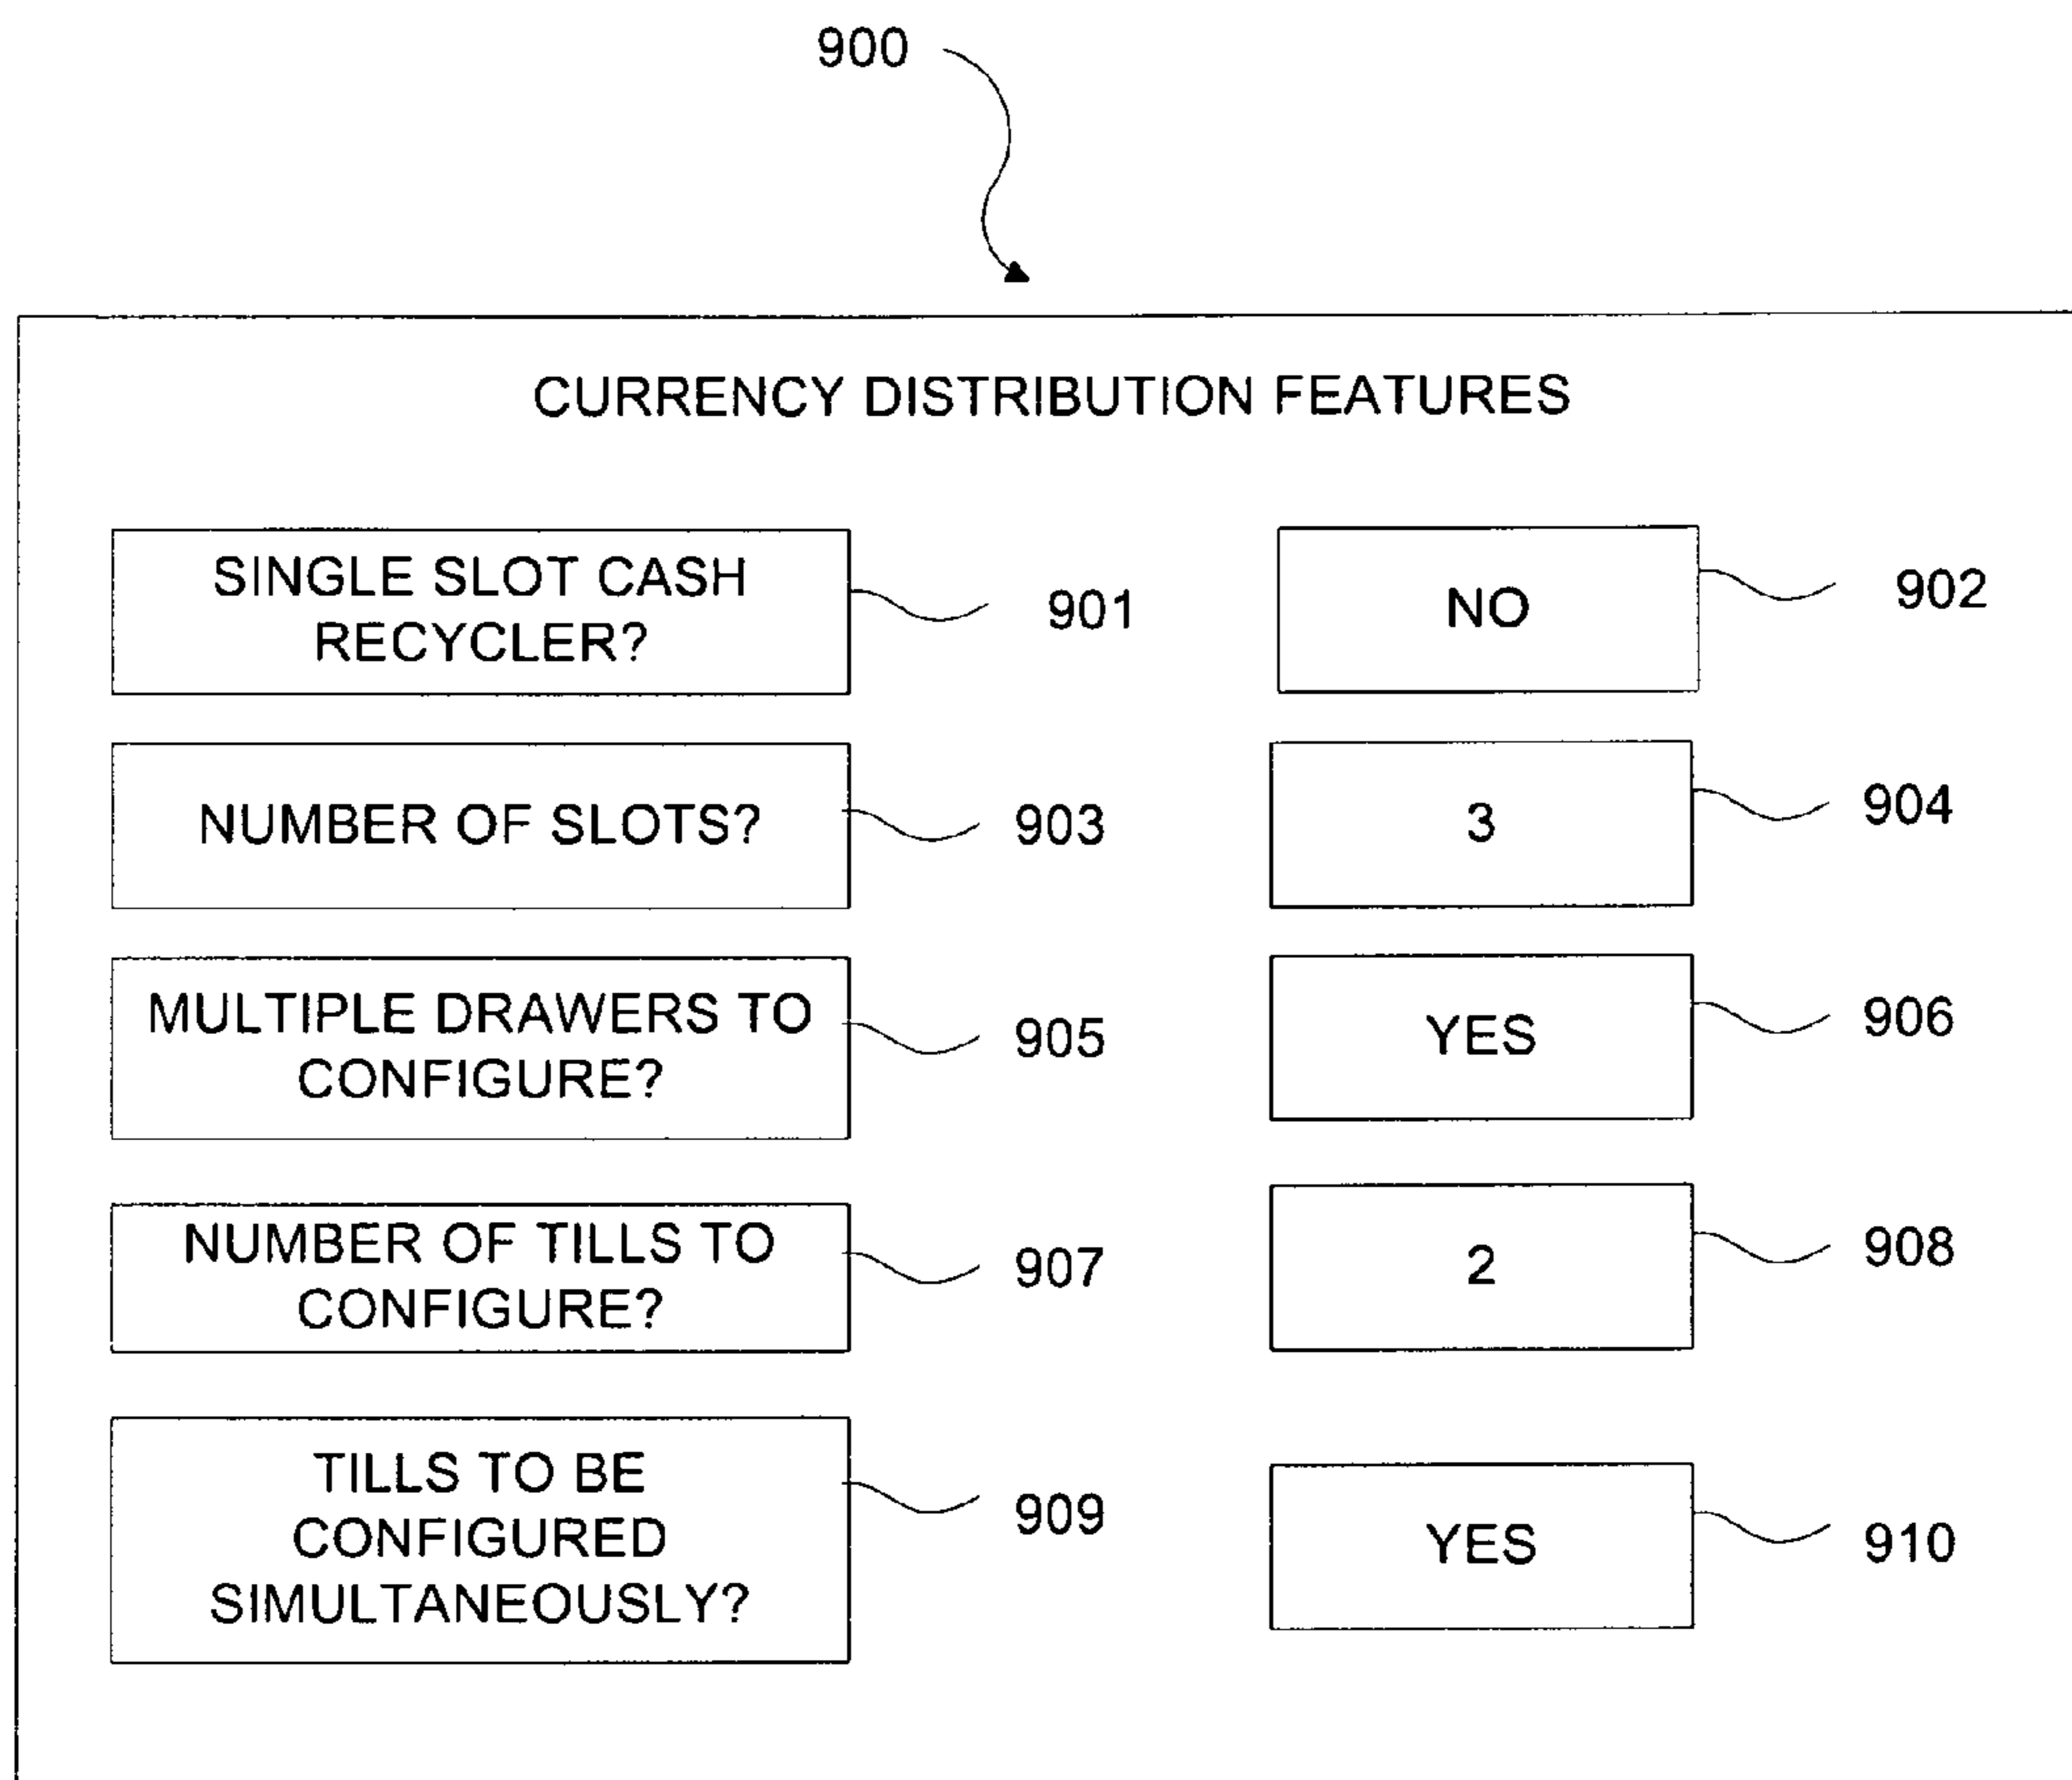 900
CURRENCY DISTRIBUTION FEATURES
SINGLE SLOT CASH
RECYCLER?
901
NO
902
NUMBER OF SLOTS?
903
3
904
MULTIPLE DRAWERS TO
CONFIGURE?
905
YES
906
NUMBER OF TILLS TO
CONFIGURE?
907
2
908
TILLS TO BE
CONFIGURED
SIMULTANEOUSLY?
909
YES
910